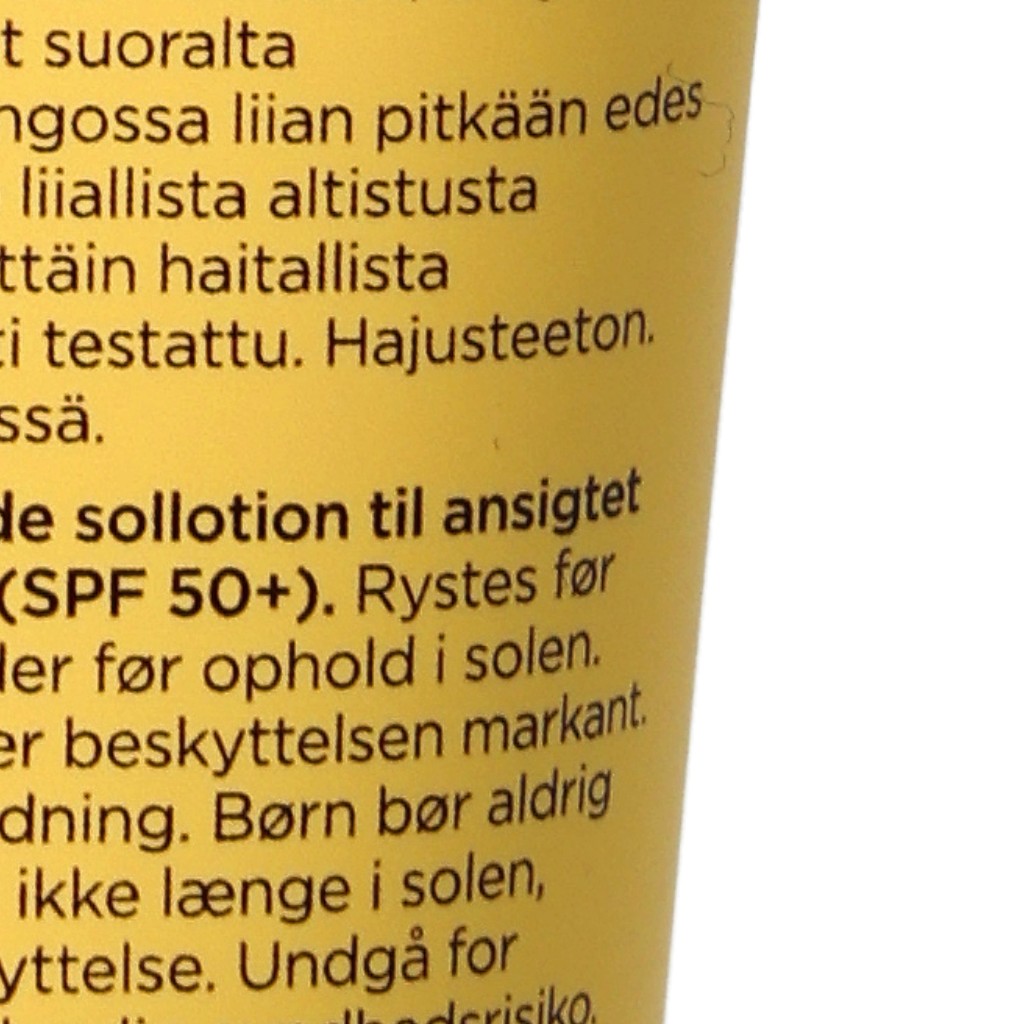 t suoralta
ngossa liian pitkään edes
liiallista altistusta
ttäin haitallista
ti testattu. Hajusteeton.
ssä.
de sollotion til ansigtet
(SPF 50+). Rystes før
ler før ophold i solen.
er beskyttelsen markant.
dning. Børn bør aldrig
ikke længe i solen,
yttelse. Undgå for